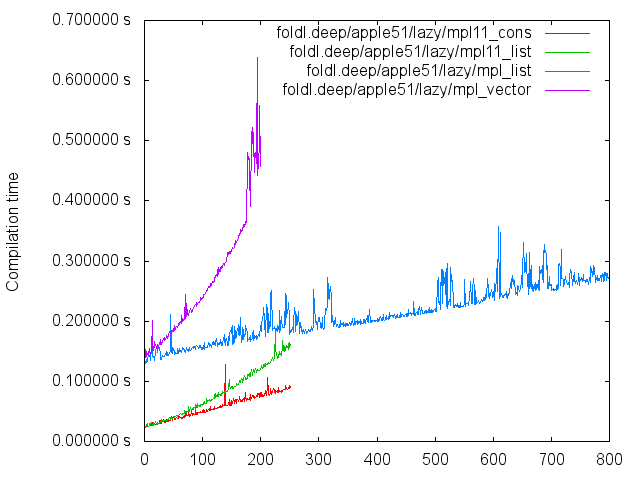 0.700000 s
0.600000 s
0.500000 s
0.400000 s
0.300000 s
0.200000 s
0.100000 s
0.000000 s
Compilation time
foldl.deep/apple51/lazy/mpl11_cons
foldl.deep/apple51/lazy/mpl11_list
foldl.deep/apple51/lazy/mpl_list
foldl.deep/apple51/lazy/mpl_vector
0 100 200 300 400 500 600 700 800